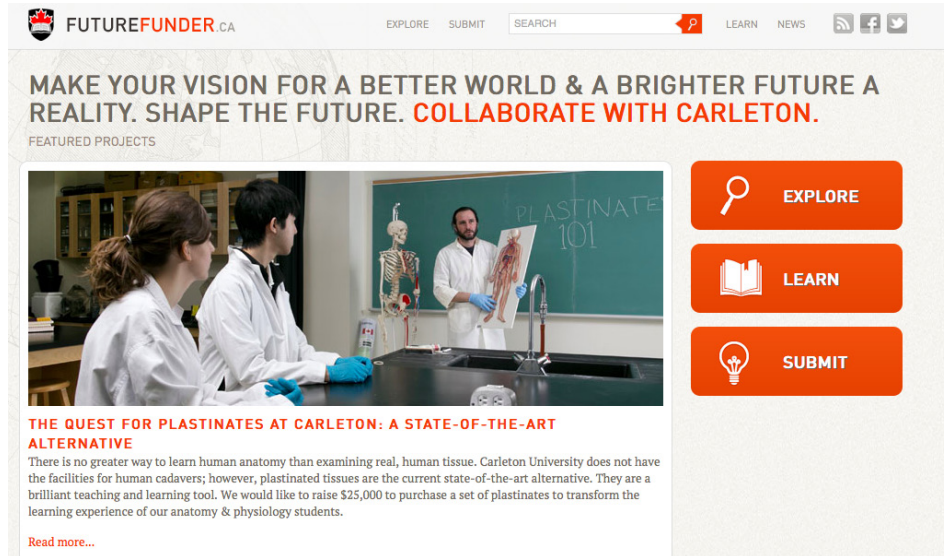 FUTUREFUNDER.CA
EXPLORE
SUBMIT
SEARCH
LEARN
NEWS
MAKE YOUR VISION FOR A BETTER WORLD & A BRIGHTER FUTURE A
REALITY. SHAPE THE FUTURE. COLLABORATE WITH CARLETON.
FEATURED PROJECTS
PLASTINATES
101
EXPLORE
LEARN
SUBMIT
THE QUEST FOR PLASTINATES AT CARLETON: A STATE-OF-THE-ART
ALTERNATIVE
There is no greater way to learn human anatomy than examining real, human tissue. Carleton University does not have
the facilities for human cadavers; however, plastinated tissues are the current state-of-the-art alternative. They are a
brilliant teaching and learning tool. We would like to raise $25,000 to purchase a set of plastinates to transform the
learning experience of our anatomy & physiology students.
Read more...